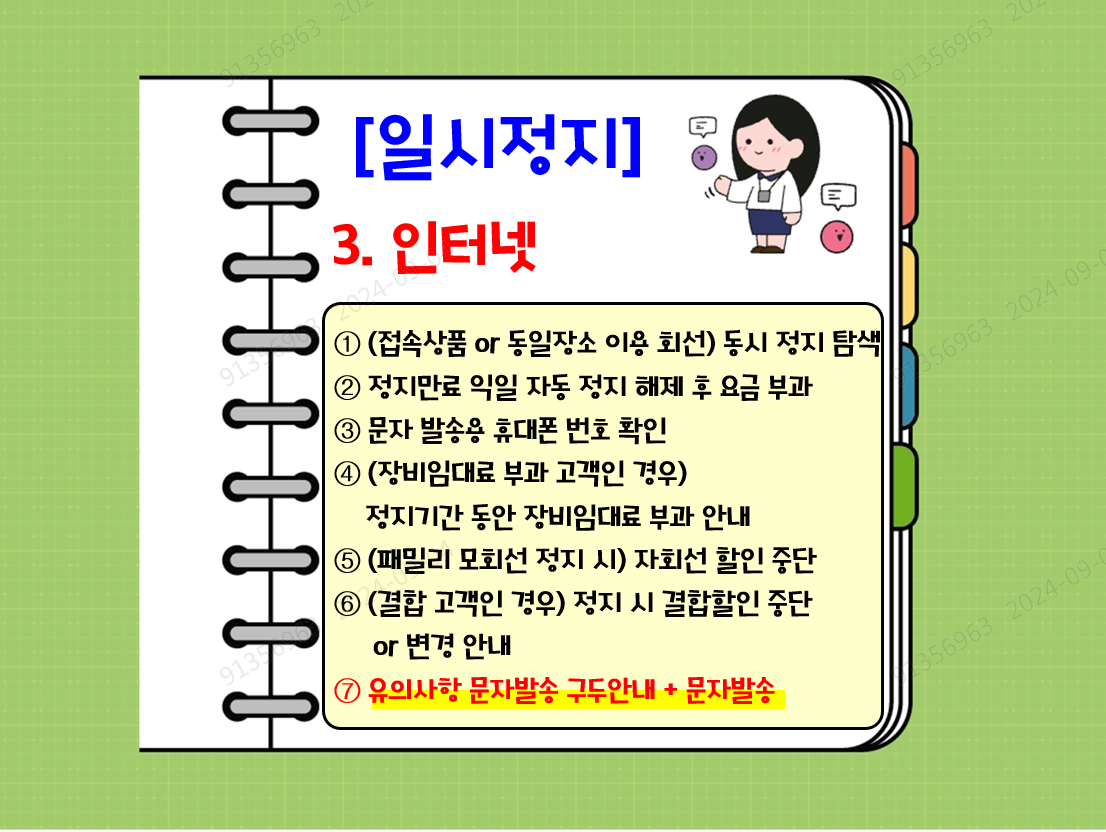 [일시정지]
3. 인터넷
① (접속상품 or 동일장소 이용 회선) 동시 정지 탐색
② 정지만료 익일 자동 정지 해제 후 요금 부과
③ 문자 발송용 휴대폰 번호 확인
④ (장비임대료 부과 고객인 경우)
정지기간 동안 장비임대료 부과 안내
⑤ (패밀리 모회선 정지 시) 자회선 할인 중단
⑥ (결합 고객인 경우) 정지 시 결합할인 중단
or 변경 안내
⑦ 유의사항 문자발송 구두안내 + 문자발송